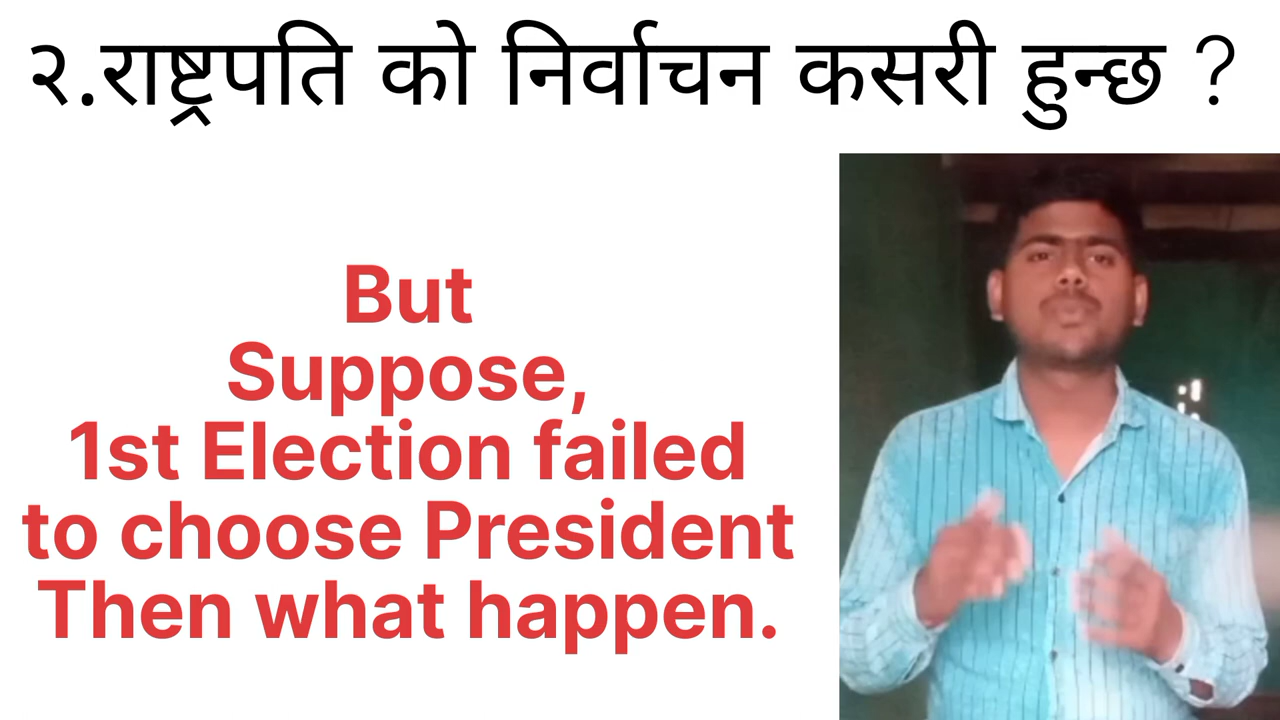 २.राष्ट्रपति को निर्वाचन कसरी हुन्छ ?
But
Suppose,
1st Election failed
to choose President
Then what happen.